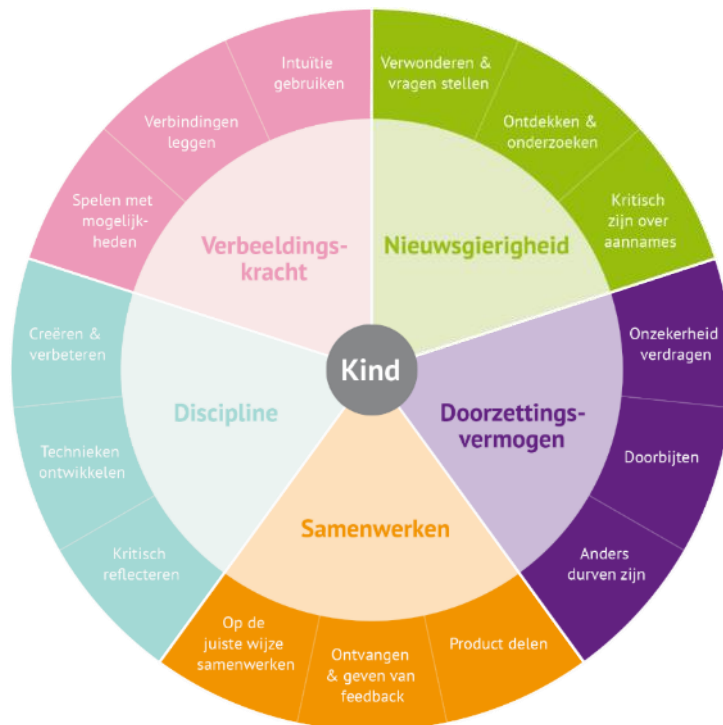 Intuïtie
gebruiken
Verbindingen
leggen
Spelen met
mogelijk-
heden
Verbeeldings-
kracht
Verwonderen &
vragen stellen
Ontdekken &
onderzoeken
Kritisch
zijn over
aannames
Nieuwsgierigheid
Kind
Creëren &
verbeteren
Technieken
ontwikkelen
Kritisch
reflecteren
Discipline
Onzekerheid
verdragen
Doorbijten
Anders
durven zijn
Doorzettings-
vermogen
Samenwerken
Op de
juiste wijze
samenwerken
Ontvangen
& geven van
feedback
Product delen